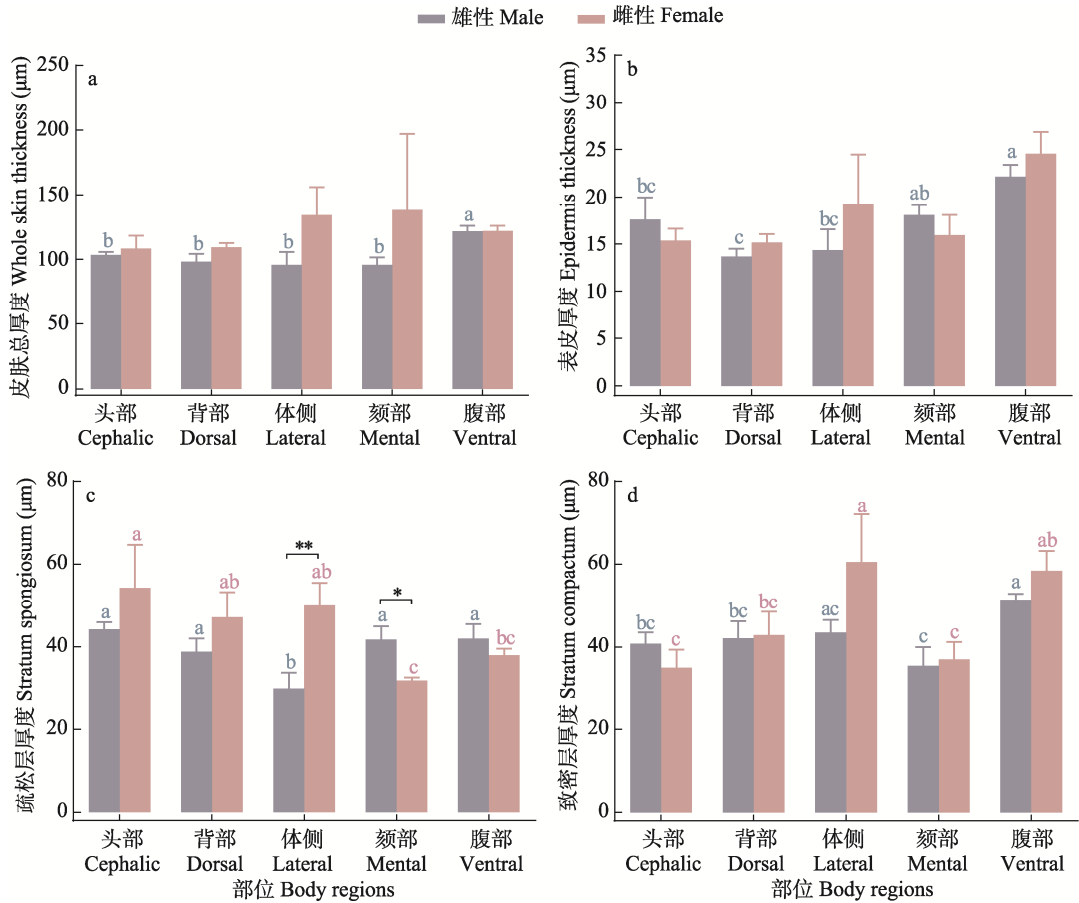 雄性 Male 雌性 Female
a
皮肤总厚度 Whole skin thickness (μm)
250
200
150
100
50
0
b b b b a
头部 背部 体侧 颏部 腹部
Cephalic Dorsal Lateral Mental Ventral
b
表皮厚度 Epidermis thickness (μm)
35
30
25
20
15
10
5
0
bc c bc ab a
头部 背部 体侧 颏部 腹部
Cephalic Dorsal Lateral Mental Ventral
c
疏松层厚度 Stratum spongiosum (μm)
80
60
40
20
0
** *
a a a ab b ab a c a bc
头部 背部 体侧 颏部 腹部
Cephalic Dorsal Lateral Mental Ventral
部位 Body regions
d
致密层厚度 Stratum compactum (μm)
80
60
40
20
0
bc c bc bc ac a c c a ab
头部 背部 体侧 颏部 腹部
Cephalic Dorsal Lateral Mental Ventral
部位 Body regions